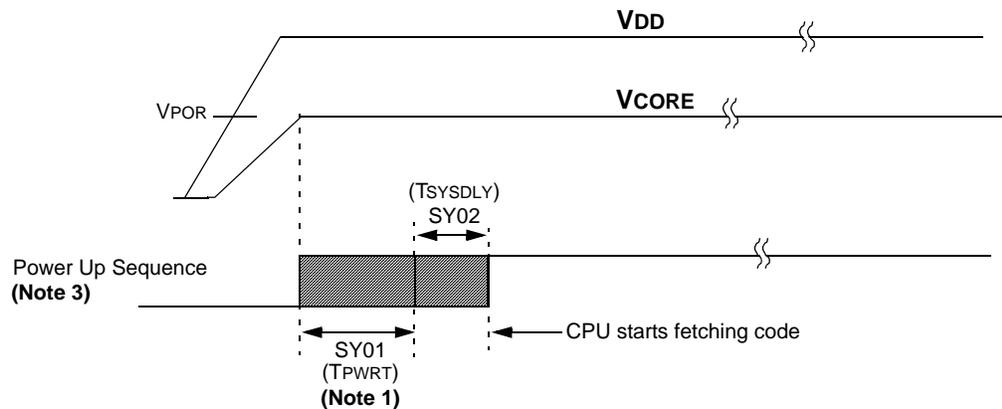 VDD
VCORE
VPOR
(TSYSDLY)
SY02
Power Up Sequence
(Note 3)
CPU starts fetching code
SY01
(TPWRT)
(Note 1)